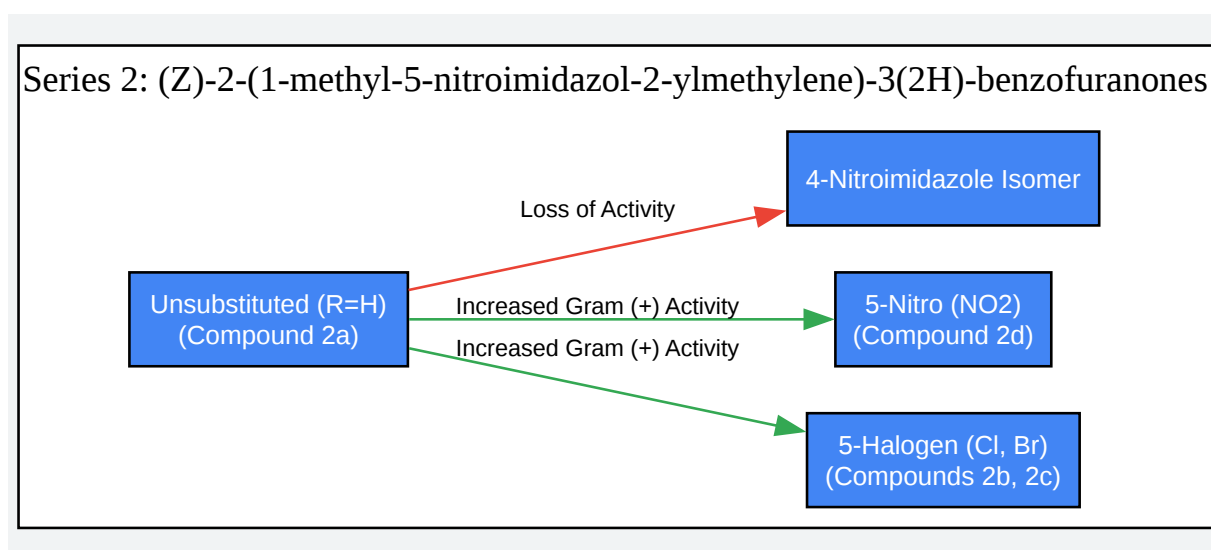 Series 2: (Z)-2-(1-methyl-5-nitroimidazol-2-ylmethylene)-3(2H)-benzofuranones
4-Nitroimidazole Isomer
Loss of Activity
Unsubstituted (R=H)
(Compound 2a)
Increased Gram (+) Activity
5-Nitro (NO2)
(Compound 2d)
Increased Gram (+) Activity
5-Halogen (Cl, Br)
(Compounds 2b, 2c)